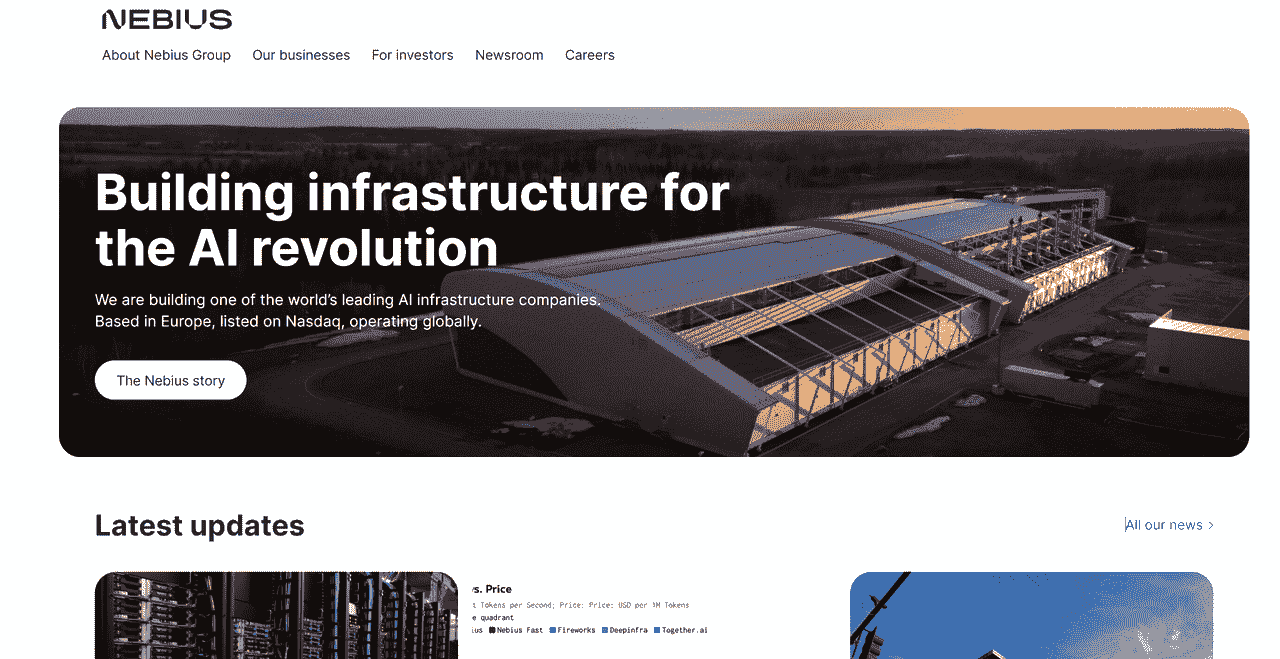 NEBIUS
About Nebius Group Our businesses For investors Newsroom Careers
Building infrastructure for
the AI revolution
We are building one of the world's leading AI infrastructure companies.
Based in Europe, listed on Nasdaq, operating globally.
The Nebius story
Latest updates
All our news >
vs. Price
t Tokens per Second; Price: Price: USD per 1M Tokens
e quadrant
ius Nebius Fast Fireworks Deepinfra Together.ai